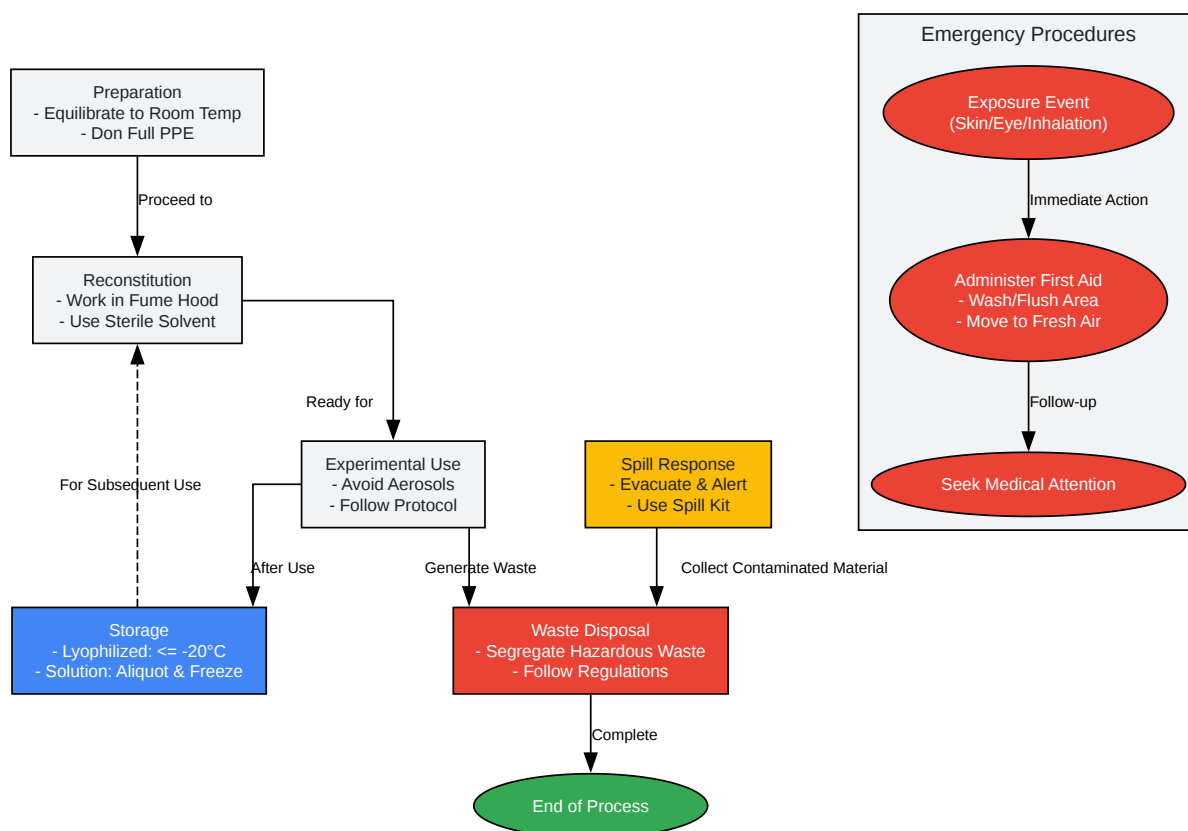 Preparation
- Equilibrate to Room Temp
- Don Full PPE
Proceed to
Reconstitution
- Work in Fume Hood
- Use Sterile Solvent
Ready for
Experimental Use
- Avoid Aerosols
- Follow Protocol
For Subsequent Use
After Use
Generate Waste
Storage
- Lyophilized: <= -20°C
- Solution: Aliquot & Freeze
Spill Response
- Evacuate & Alert
- Use Spill Kit
Collect Contaminated Material
Waste Disposal
- Segregate Hazardous Waste
- Follow Regulations
Complete
End of Process
Emergency Procedures
Exposure Event
(Skin/Eye/Inhalation)
Immediate Action
Administer First Aid
- Wash/Flush Area
- Move to Fresh Air
Follow-up
Seek Medical Attention